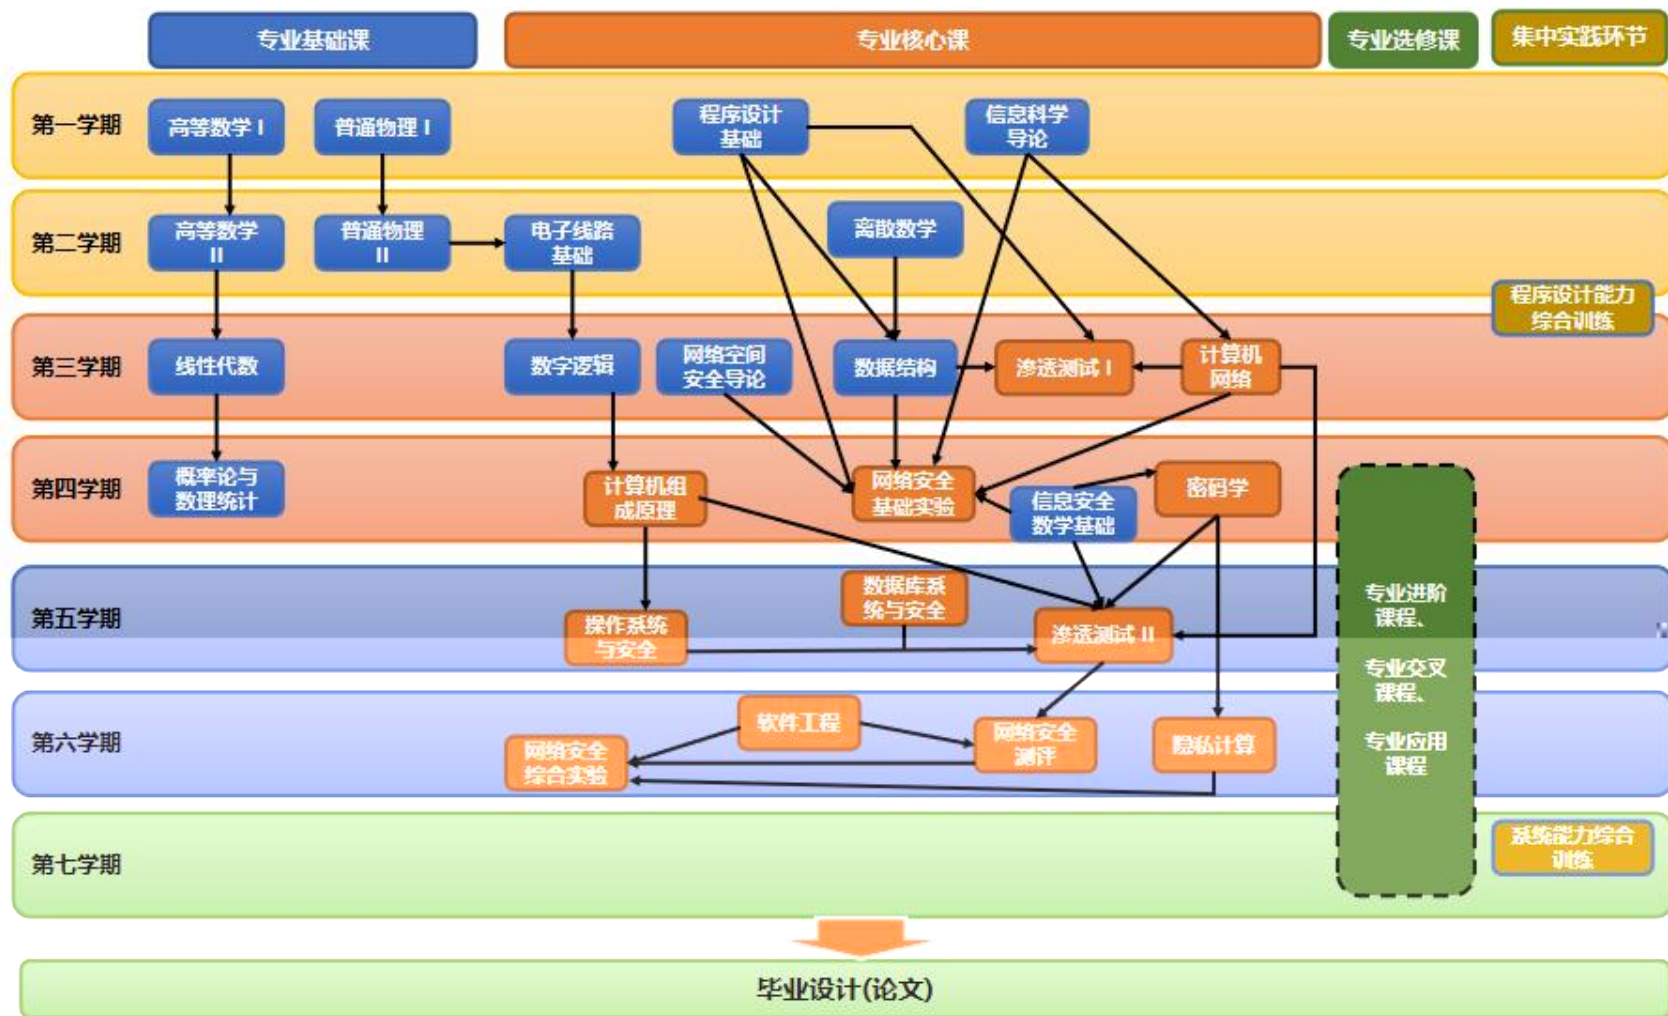 专业基础课
专业核心课
专业选修课
集中实践环节
第一学期
高等数学 I
普通物理 I
程序设计
基础
信息科学
导论
第二学期
高等数学
II
普通物理
II
电子线路
基础
离散数学
程序设计能力
综合训练
第三学期
线性代数
数字逻辑
网络空间
安全导论
数据结构
渗透测试 I
计算机
网络
第四学期
概率论与
数理统计
计算机组
成原理
网络安全
基础实验
信息安全
数学基础
密码学
第五学期
操作系统
与安全
数据库系
统与安全
渗透测试 II
专业进阶
课程、
专业交叉
课程、
专业应用
课程
第六学期
网络安全
综合实验
软件工程
网络安全
测评
隐私计算
第七学期
系统能力综合
训练
毕业设计(论文)